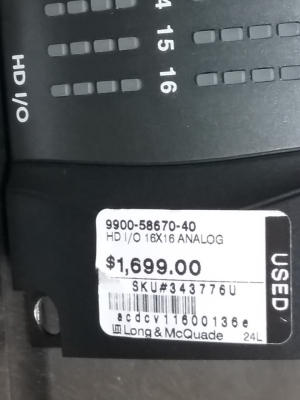 14
15
16
HD I/O
9900-58670-40
HD I/O 16X16 ANALOG
$1,699.00
SKU#343776U
acdcv11600136e
Long & McQuade 24L
USED